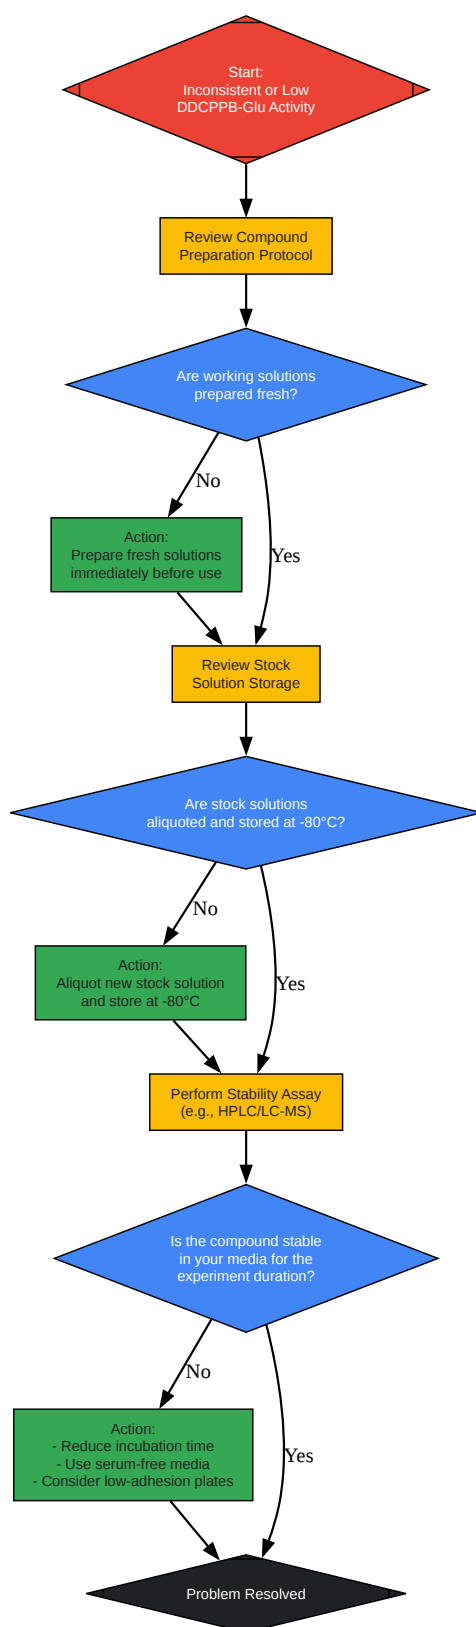 Start:
Inconsistent or Low
DDCPPB-Glu Activity
Review Compound
Preparation Protocol
Are working solutions
prepared fresh?
No
Action:
Prepare fresh solutions
immediately before use
Yes
Review Stock
Solution Storage
Are stock solutions
aliquoted and stored at -80°C?
No
Action:
Aliquot new stock solution
and store at -80°C
Yes
Perform Stability Assay
(e.g., HPLC/LC-MS)
Is the compound stable
in your media for the
experiment duration?
No
Action:
- Reduce incubation time
- Use serum-free media
- Consider low-adhesion plates
Yes
Problem Resolved